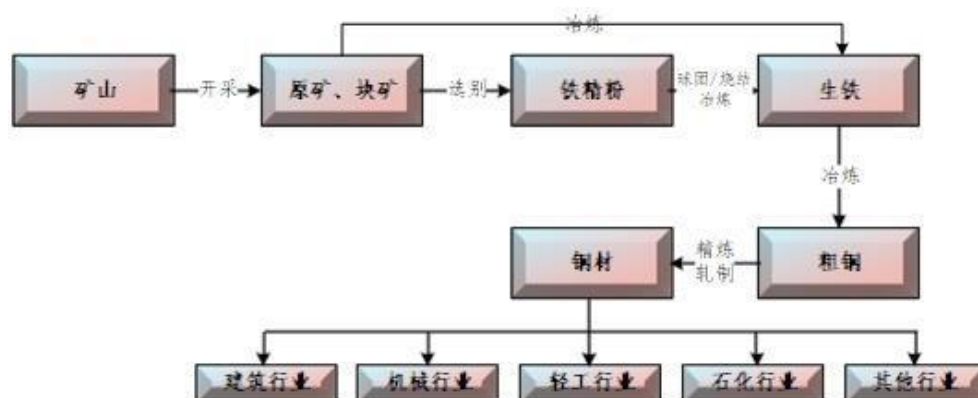 冶炼
矿山
开采
原矿、块矿
选别
铁精粉
球团/烧结
冶炼
生铁
冶炼
钢材
精炼
轧制
粗钢
建筑行业
机械行业
轻工行业
石化行业
其他行业